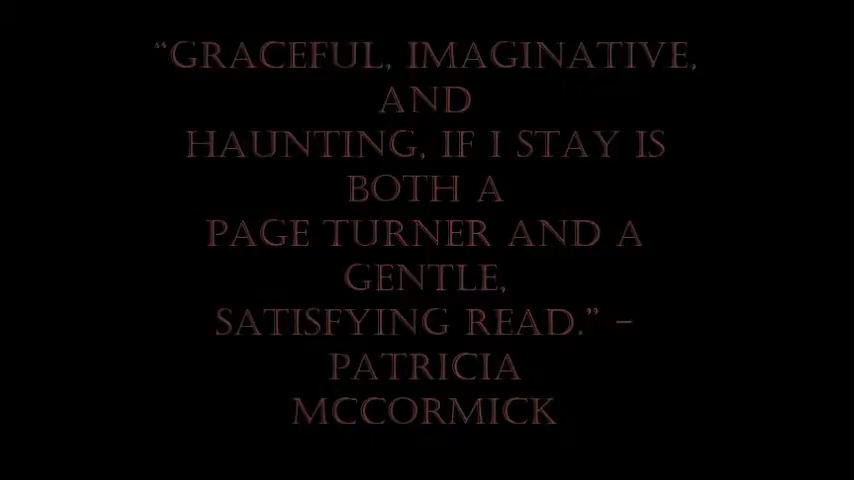 “GRACEFUL, IMAGINATIVE,
AND
HAUNTING, IF I STAY IS
BOTH A
PAGE TURNER AND A
GENTLE,
SATISFYING READ.” –
PATRICIA
MCCORMICK